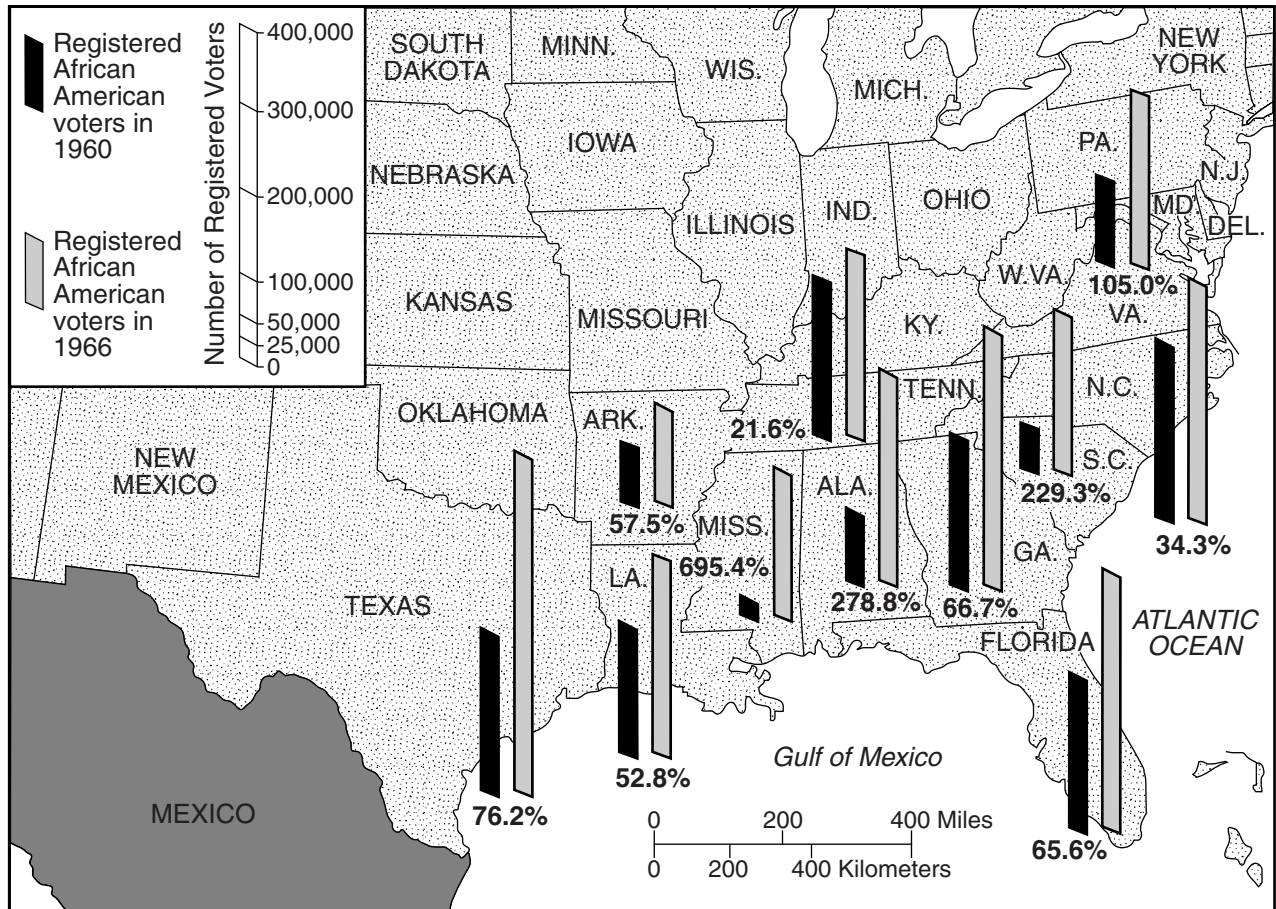 Registered
African
American
voters in
1960
Registered
African
American
voters in
1966
Number of Registered Voters
400,000
300,000
200,000
100,000
50,000
25,000
0
SOUTH
DAKOTA
MINN.
WIS.
MICH.
NEW
YORK
NEBRASKA
IOWA
ILLINOIS
IND.
OHIO
PA.
N.J.
MD.
DEL.
W.VA.
105.0%
VA.
KANSAS
MISSOURI
KY.
OKLAHOMA
ARK.
57.5%
21.6%
TENN.
N.C.
34.3%
S.C.
229.3%
NEW
MEXICO
TEXAS
76.2%
LA.
52.8%
MISS.
695.4%
ALA.
278.8%
GA.
66.7%
FLORIDA
65.6%
ATLANTIC
OCEAN
Gulf of Mexico
MEXICO
0 200 400 Miles
0 200 400 Kilometers